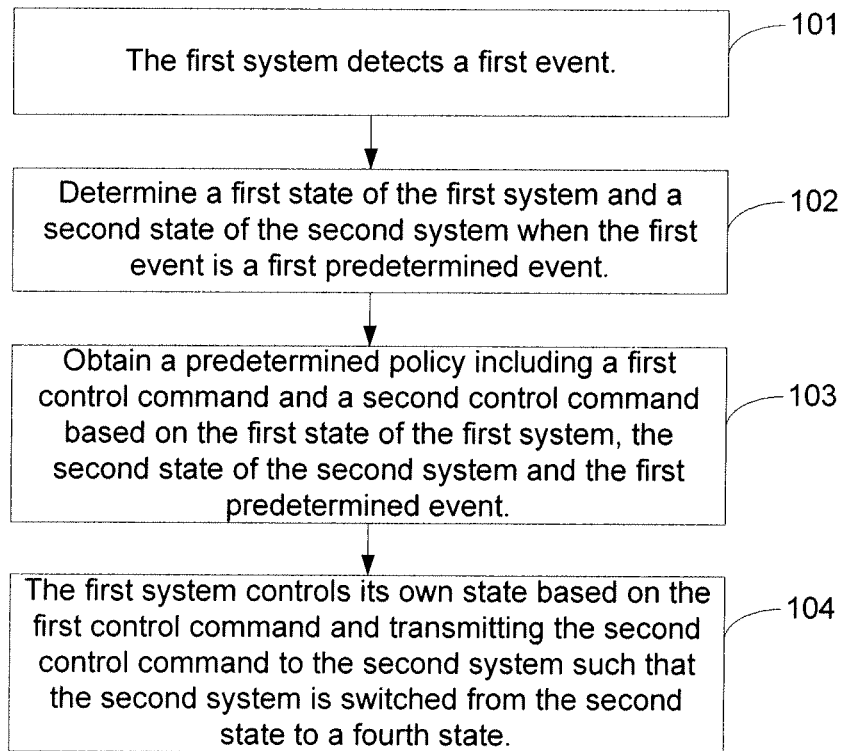 The first system detects a first event.
101
Determine a first state of the first system and a
second state of the second system when the first
event is a first predetermined event.
102
Obtain a predetermined policy including a first
control command and a second control command
based on the first state of the first system, the
second state of the second system and the first
predetermined event.
103
The first system controls its own state based on the
first control command and transmitting the second
control command to the second system such that
the second system is switched from the second
state to a fourth state.
104